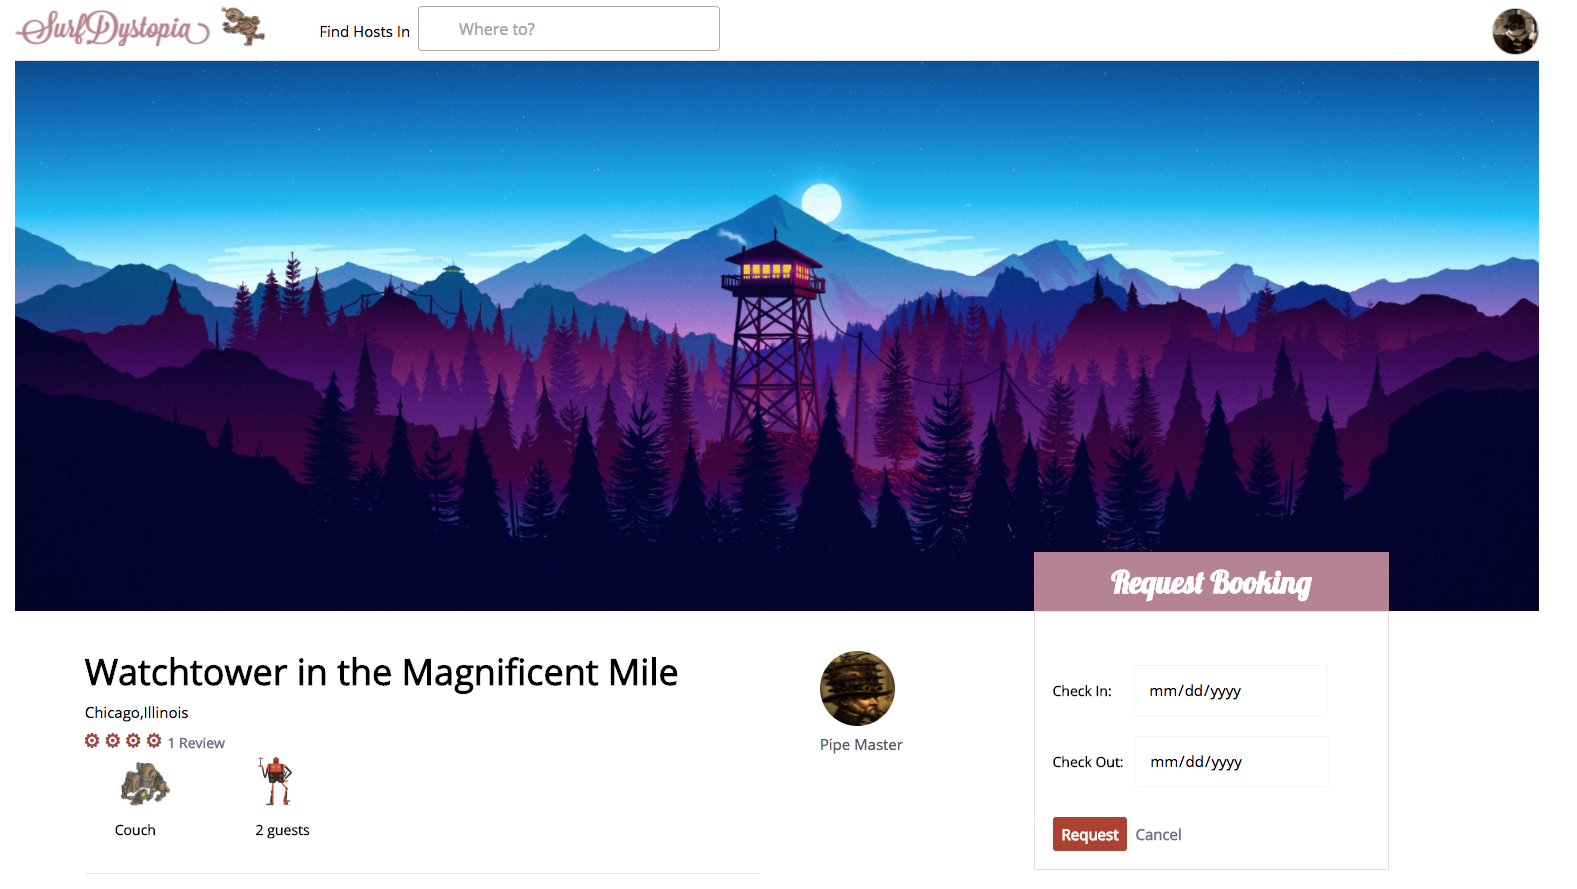 SurfDystopia
Find Hosts In
Where to?
Request Booking
Watchtower in the Magnificent Mile
Chicago,Illinois
1 Review
Couch
2 guests
Pipe Master
Check In:
mm/dd/yyyy
Check Out:
mm/dd/yyyy
Request
Cancel